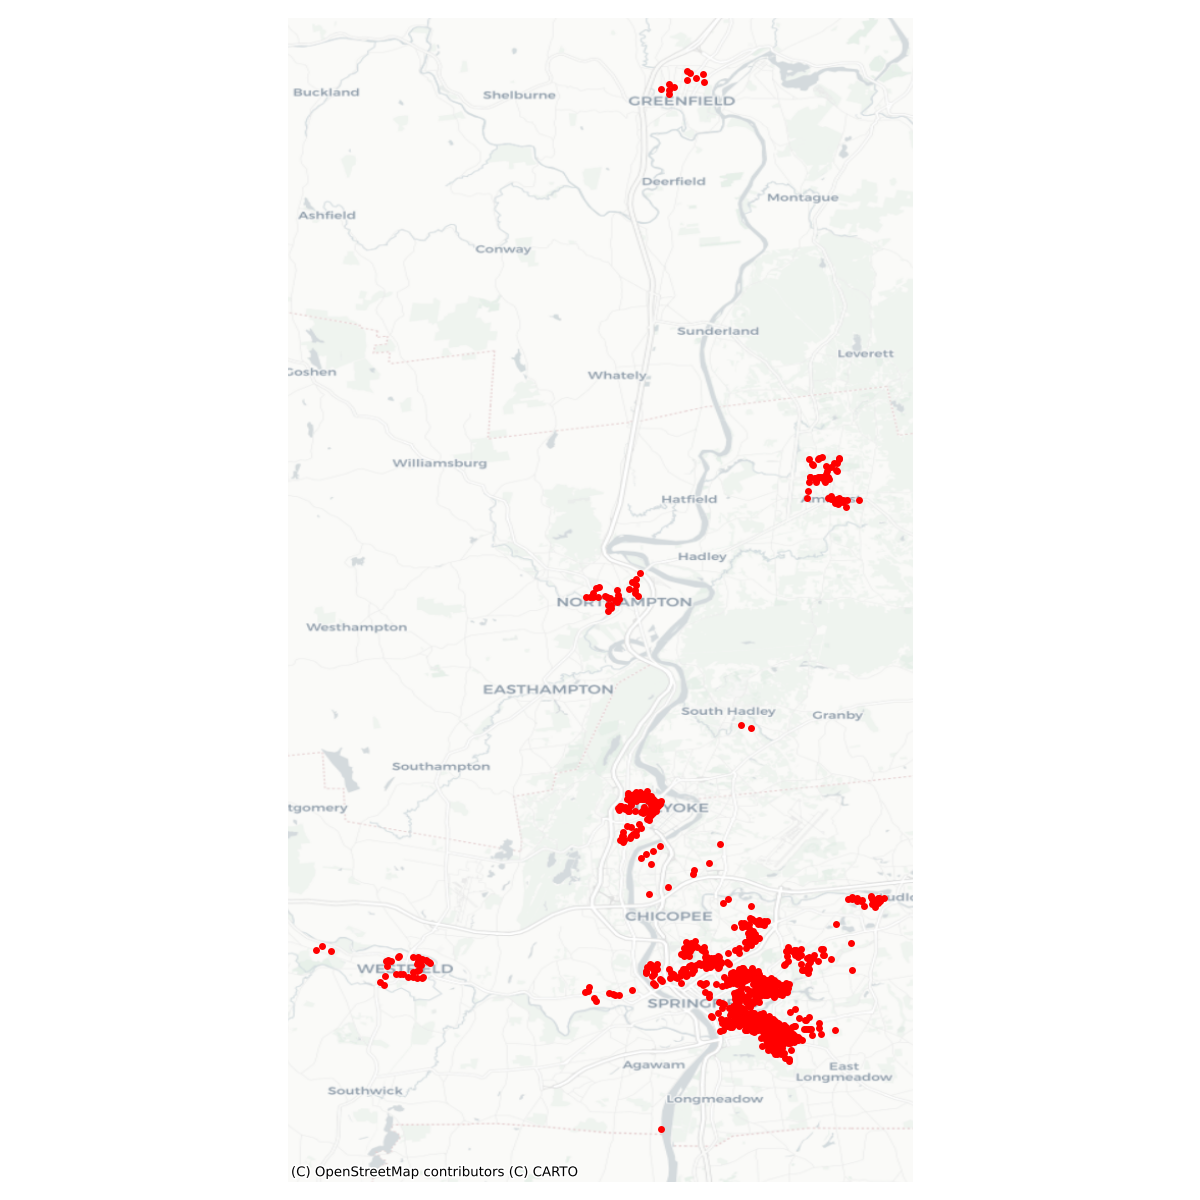 Buckland
Shelburne
GREENFIELD
Deerfield
Montague
Ashfield
Conway
Sunderland
Leverett
Goshen
Whately
Williamsburg
Hatfield
Hadley
NORTHAMPTON
Westhampton
EASTHAMPTON
South Hadley
Granby
Southampton
tgomery
YOKE
CHICOPEE
WESTFIELD
SPRINGF
Agawam
East
Longmeadow
Southwick
Longmeadow
(C) OpenStreetMap contributors (C) CARTO